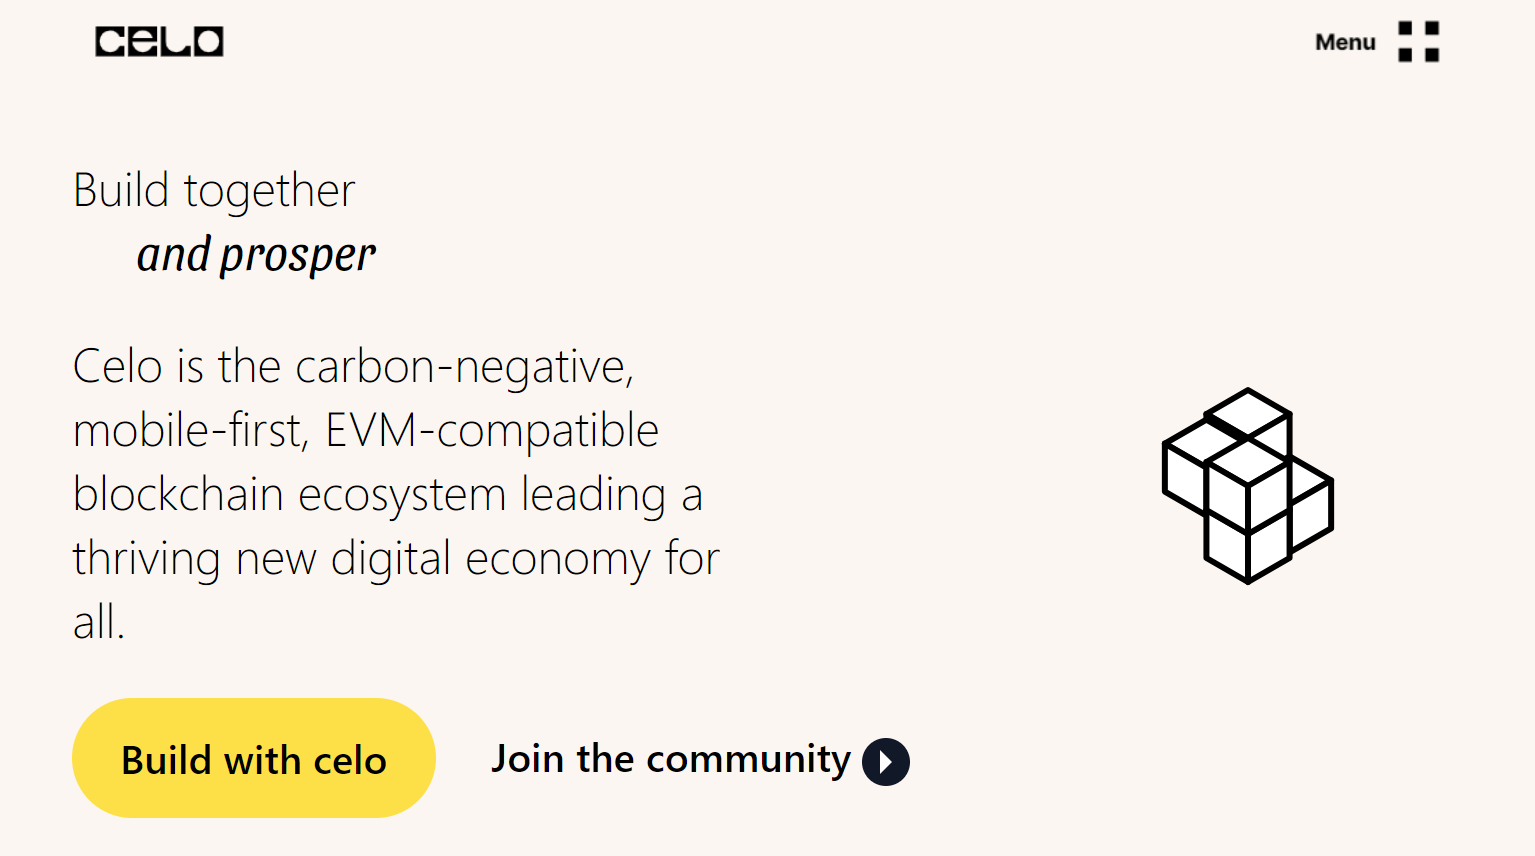 CELO
Menu
Build together
and prosper
Celo is the carbon-negative,
mobile-first, EVM-compatible
blockchain ecosystem leading a
thriving new digital economy for
all.
Build with celo
Join the community